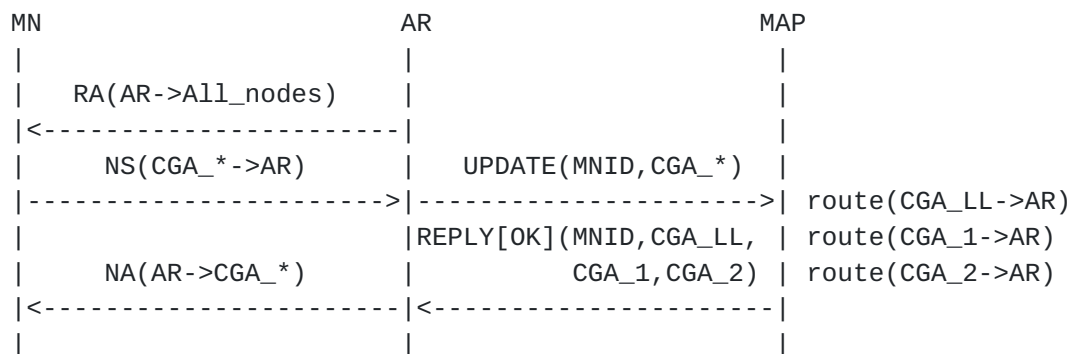 MN                      AR                     MAP
|                       |                       |
|   RA(AR->All_nodes)   |                       |
|<-----------------------|                       |
|     NS(CGA_*->AR)     |   UPDATE(MNID,CGA_*)  |
|----------------------->|---------------------->| route(CGA_LL->AR)
|                       |REPLY[OK](MNID,CGA_LL, | route(CGA_1->AR)
|     NA(AR->CGA_*)     |          CGA_1,CGA_2) | route(CGA_2->AR)
|<-----------------------|<----------------------|
|                       |                       |